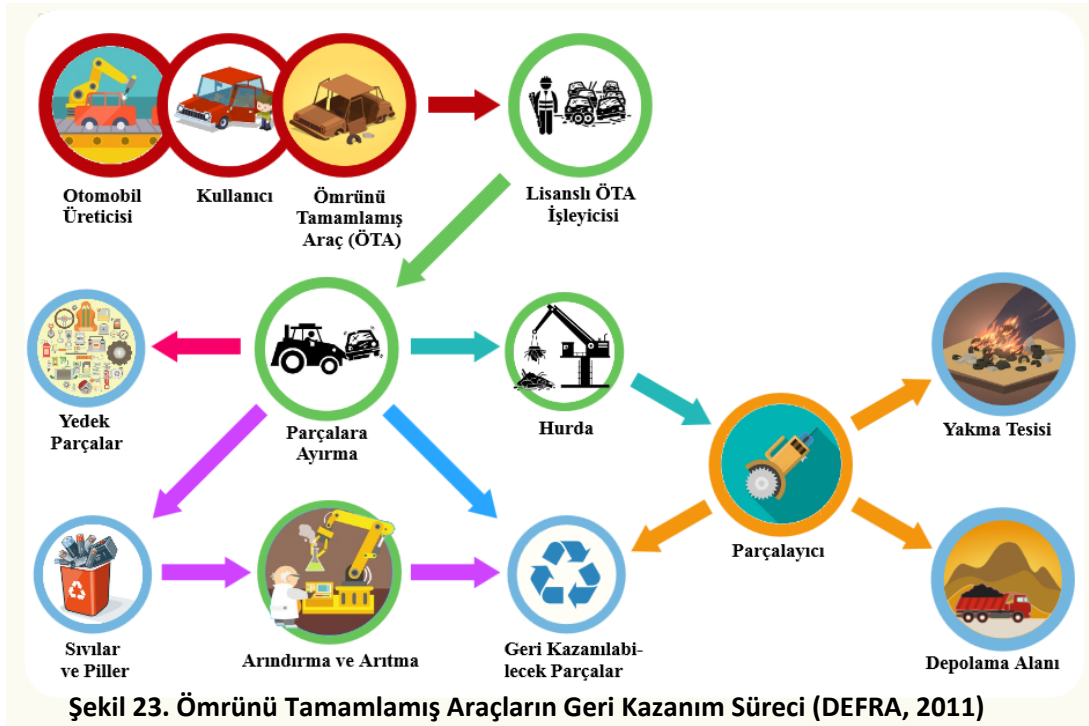 Otomobil
Üreticisi
Kullanıcı
Ömrünü
Tamamlamış
Araç (ÖTA)
Lisanslı ÖTA
İşleyicisi
Yedek
Parçalar
Parçalara
Ayırma
Hurda
Yakma Tesisi
Parçalayıcı
Sıvılar
ve Piller
Arındırma ve Arıtma
Geri Kazanılabi-
lecek Parçalar
Depolama Alanı
Şekil 23. Ömrünü Tamamlamış Araçların Geri Kazanım Süreci (DEFRA, 2011)